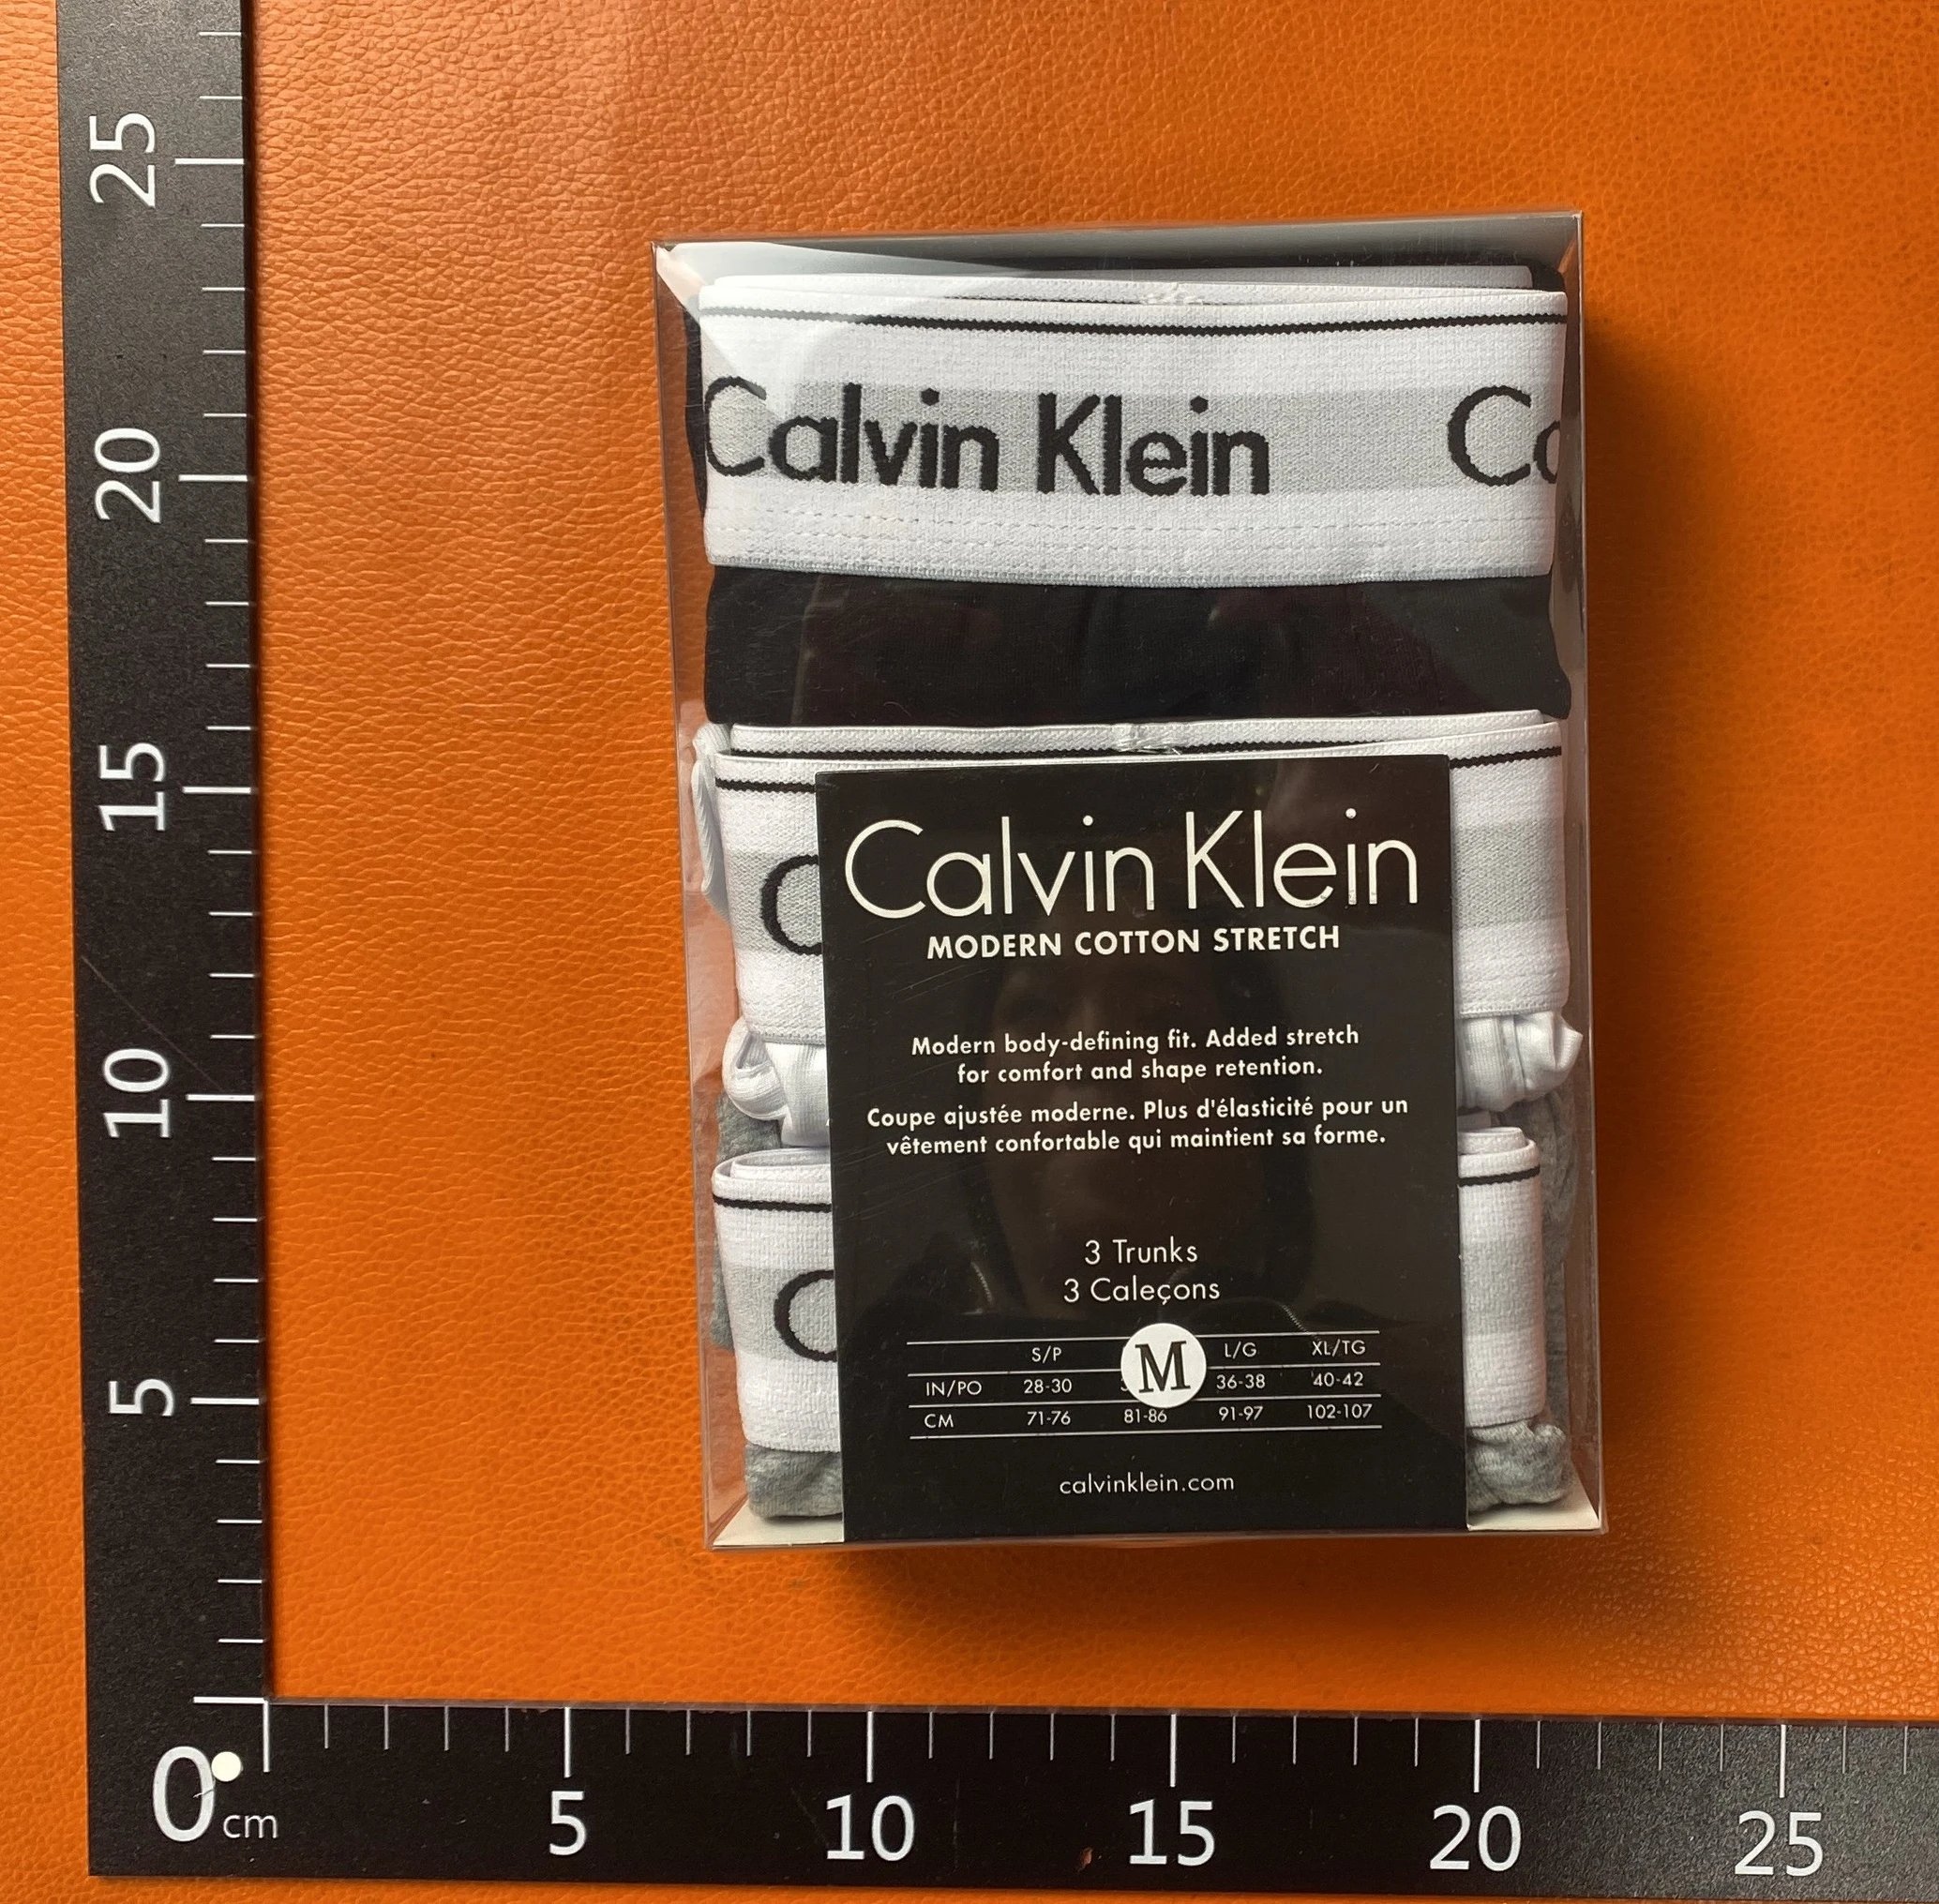 25
20
15
10
5
0 cm
5
10
15
20
25
Calvin Klein Ca
C
C
Calvin Klein
MODERN COTTON STRETCH
Modern body-defining fit. Added stretch
for comfort and shape retention.
Coupe ajustée moderne. Plus d'élasticité pour un
vêtement confortable qui maintient sa forme.
3 Trunks
3 Caleçons
S/P M L/G XL/TG
IN/PO 28-30 36-38 40-42
CM 71-76 81-86 91-97 102-107
calvinklein.com